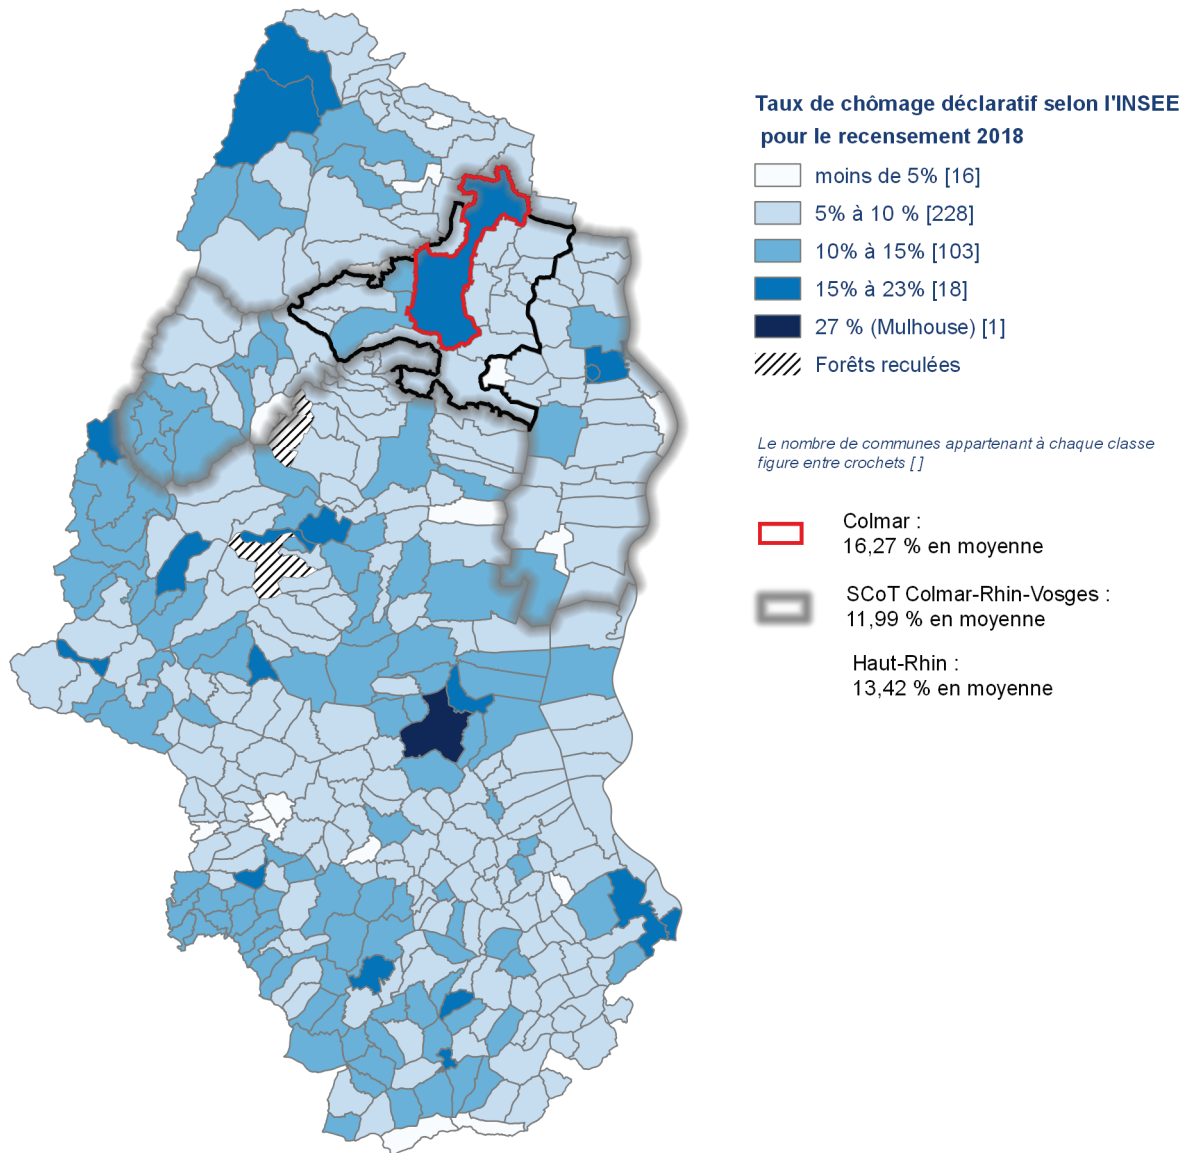 Taux de chômage déclaratif selon l'INSEE
pour le recensement 2018
moins de 5% [16]
5% à 10 % [228]
10% à 15% [103]
15% à 23% [18]
27 % (Mulhouse) [1]
Forêts reculées
Le nombre de communes appartenant à chaque classe
figure entre crochets [ ]
Colmar :
16,27 % en moyenne
SCoT Colmar-Rhin-Vosges :
11,99 % en moyenne
Haut-Rhin :
13,42 % en moyenne